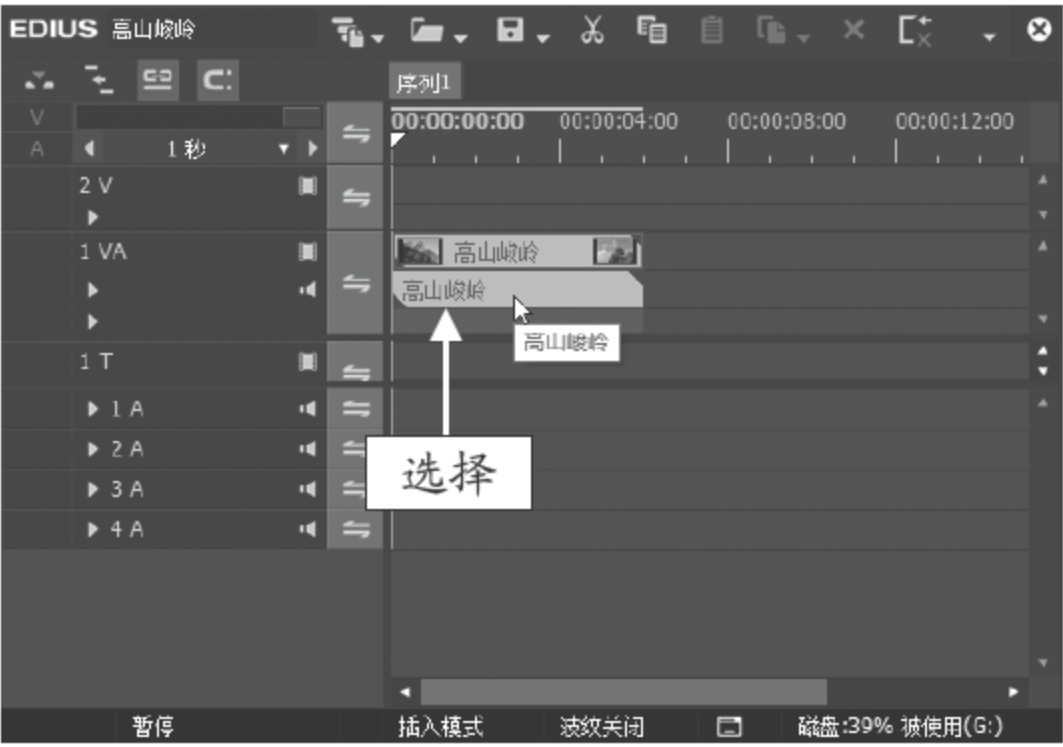 EDIUS 高山峻岭
序列1
V
00:00:00:00 00:00:04:00 00:00:08:00 00:00:12:00
A 1秒
2 V
1 VA 高山峻岭
高山峻岭
高山峻岭
1 T
1 A
2 A
选择
3 A
4 A
暂停 插入模式 波纹关闭 磁盘:39% 被使用(G:)